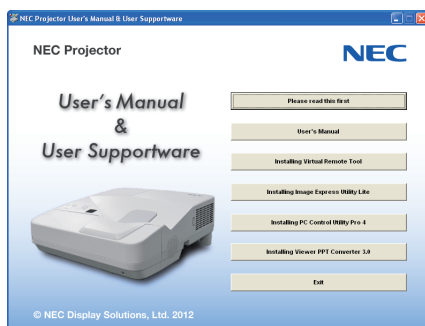 NEC Projector User's Manual & User Supportware
NEC Projector
NEC
User's Manual
&
User Supportware
Please read this first
User's Manual
Installing Virtual Remote Tool
Installing Image Express Utility Lite
Installing PC Control Utility Pro 4
Installing Viewer PPT Converter 3.0
Exit
© NEC Display Solutions, Ltd. 2012